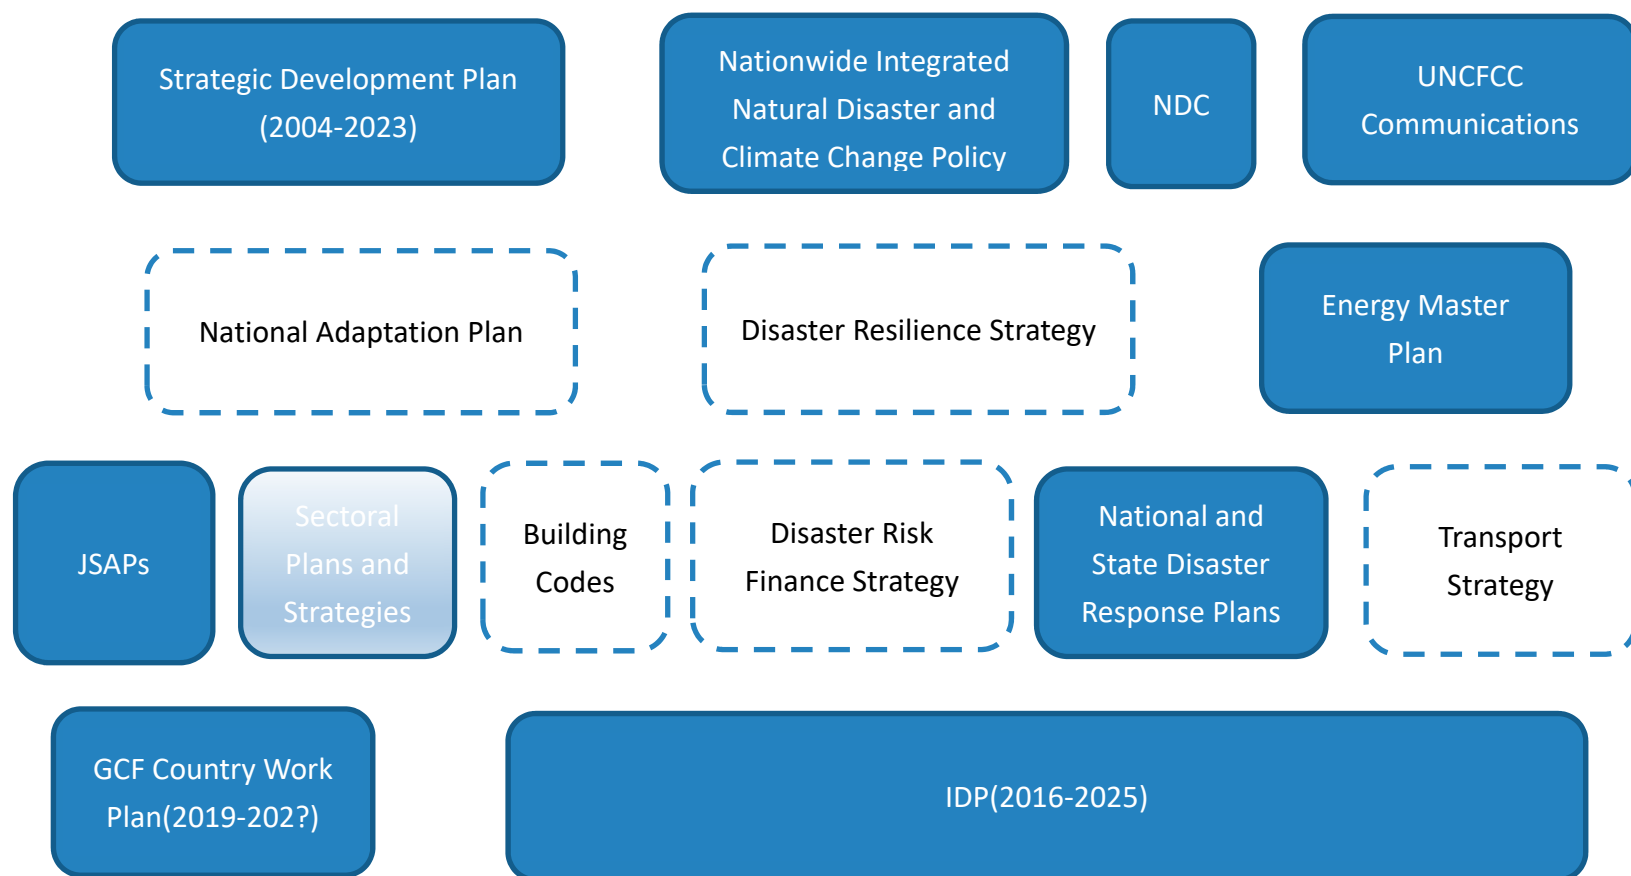 Strategic Development Plan
(2004-2023)
Nationwide Integrated
Natural Disaster and
Climate Change Policy
NDC
UNCFCC
Communications
National Adaptation Plan
Disaster Resilience Strategy
Energy Master
Plan
JSAPs
Sectoral
Plans and
Strategies
Building
Codes
Disaster Risk
Finance Strategy
National and
State Disaster
Response Plans
Transport
Strategy
GCF Country Work
Plan(2019-202?)
IDP(2016-2025)